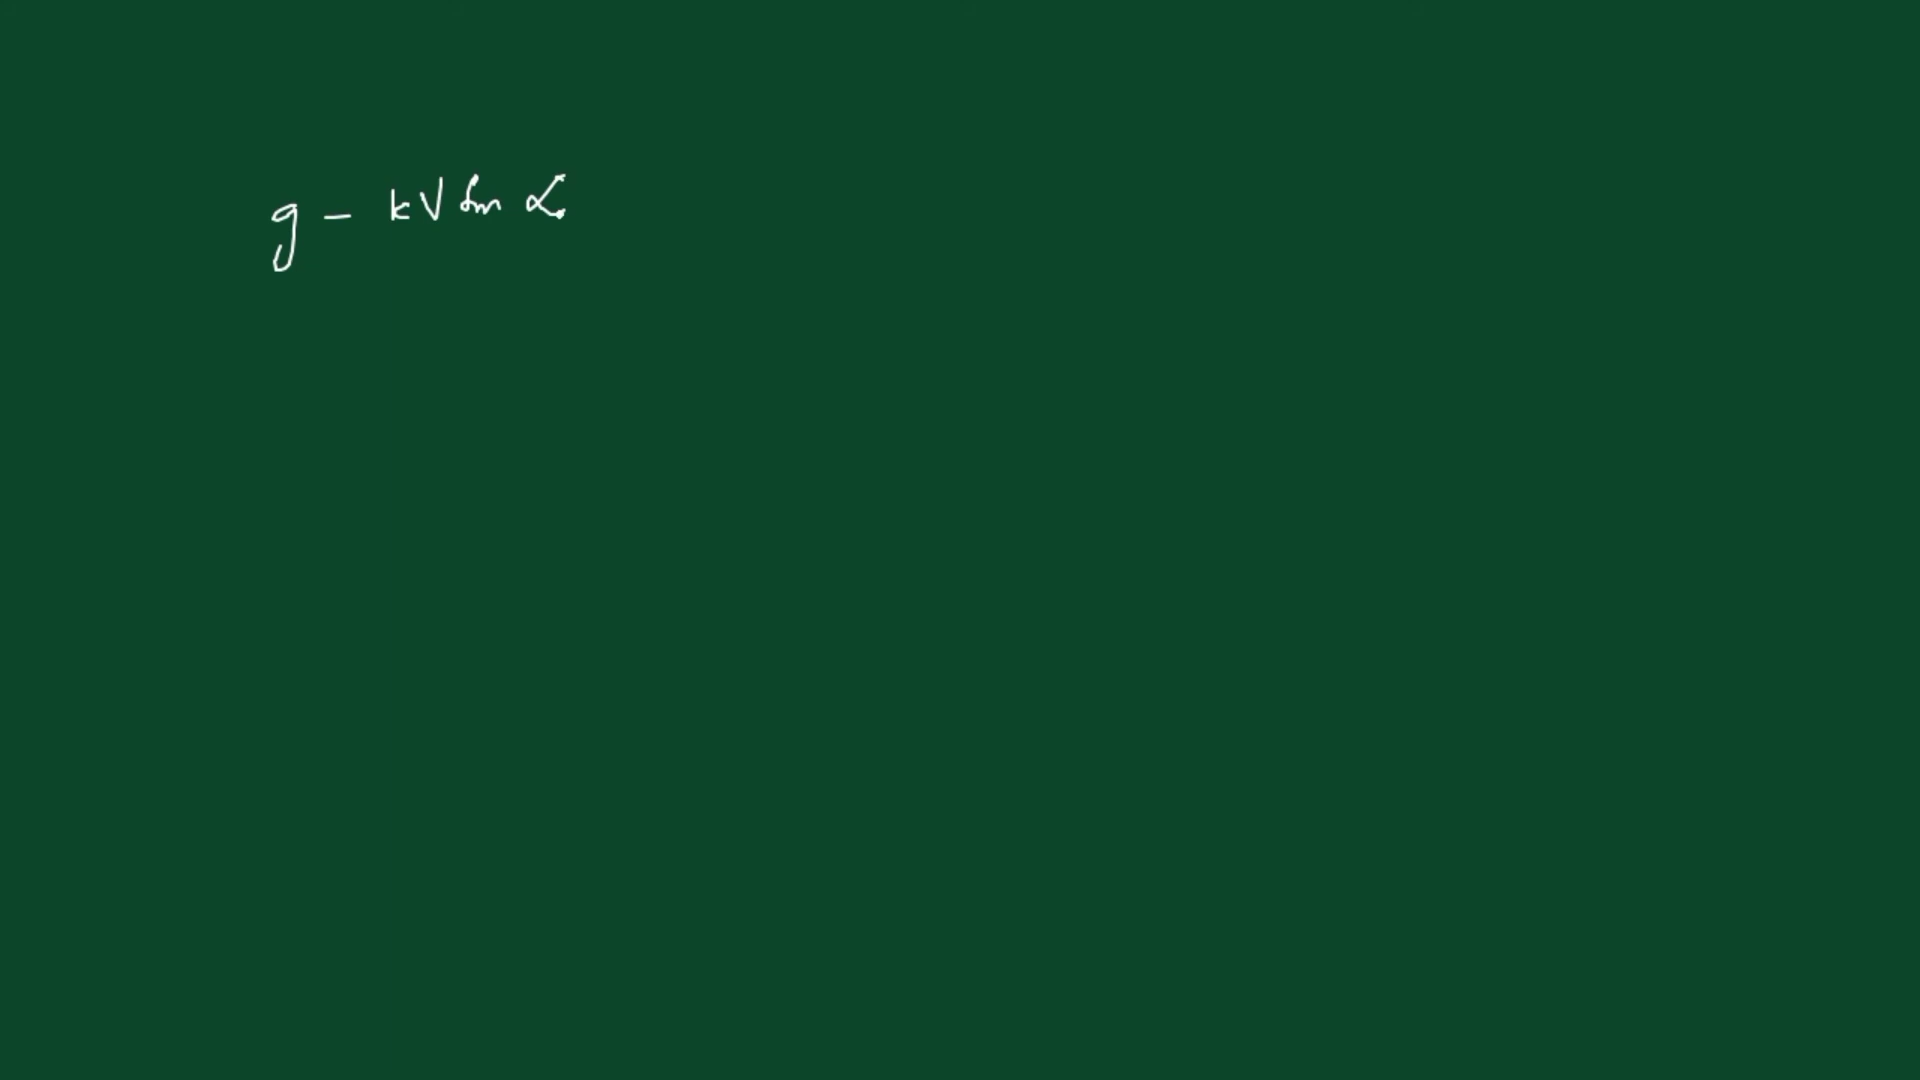 g - kV sin α